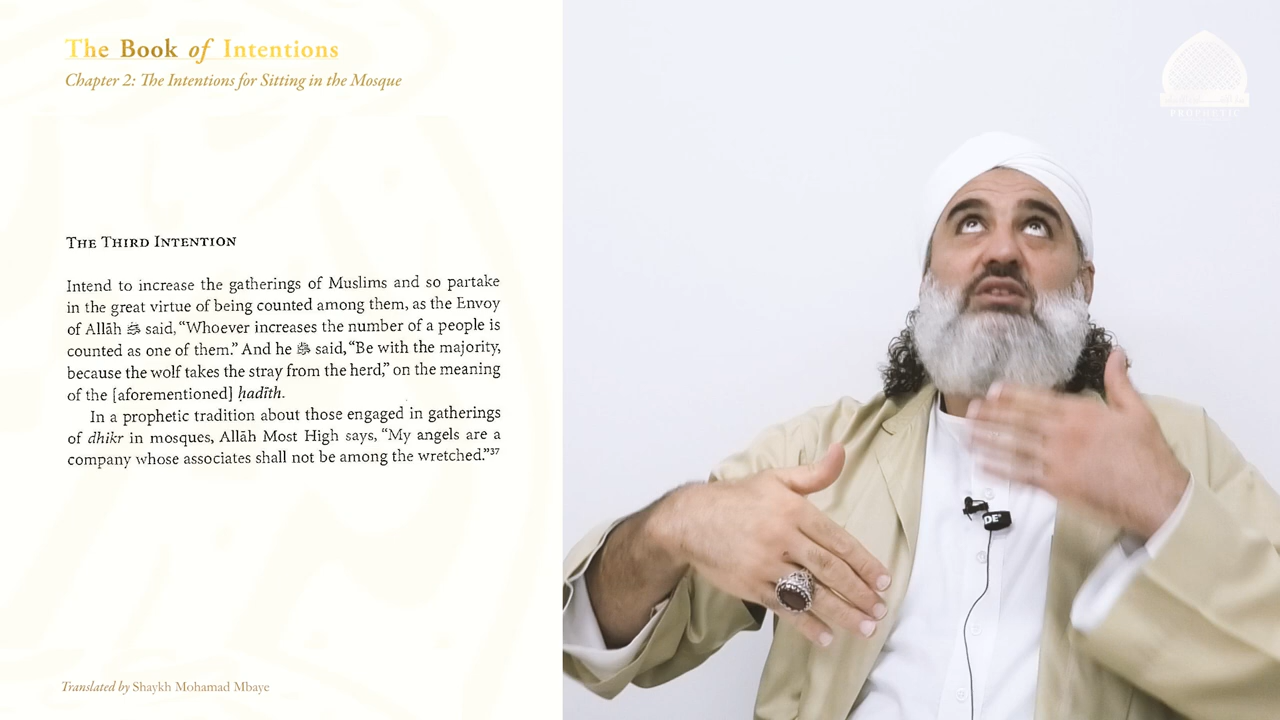 The Book of Intentions
Chapter 2: The Intentions for Sitting in the Mosque
PROPHETIC
THE THIRD INTENTION
Intend to increase the gatherings of Muslims and so partake
in the great virtue of being counted among them, as the Envoy
of Allāh ﷺ said, “Whoever increases the number of a people is
counted as one of them.” And he ﷺ said, “Be with the majority,
because the wolf takes the stray from the herd,” on the meaning
of the [aforementioned] ḥadīth.
In a prophetic tradition about those engaged in gatherings
of dhikr in mosques, Allāh Most High says, “My angels are a
company whose associates shall not be among the wretched.”37
DE
Translated by Shaykh Mohamad Mbaye